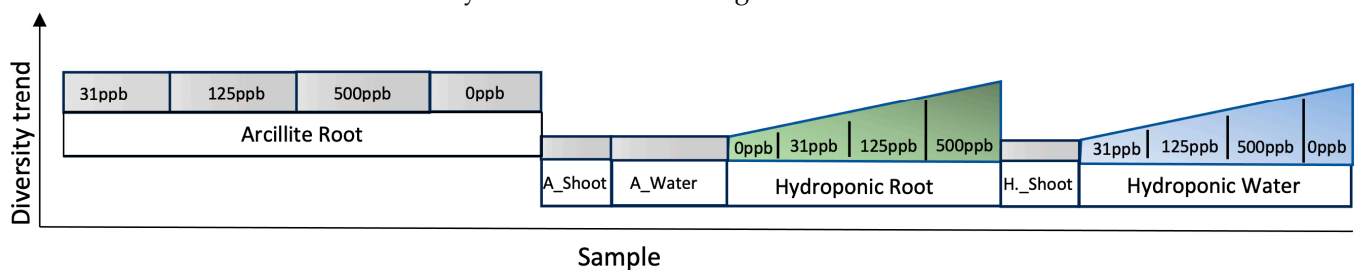 Diversity trend
31ppb 125ppb 500ppb 0ppb
Arcillite Root
0ppb 31ppb 125ppb 500ppb
31ppb 125ppb 500ppb 0ppb
A_Shoot A_Water Hydroponic Root H._Shoot Hydroponic Water
Sample